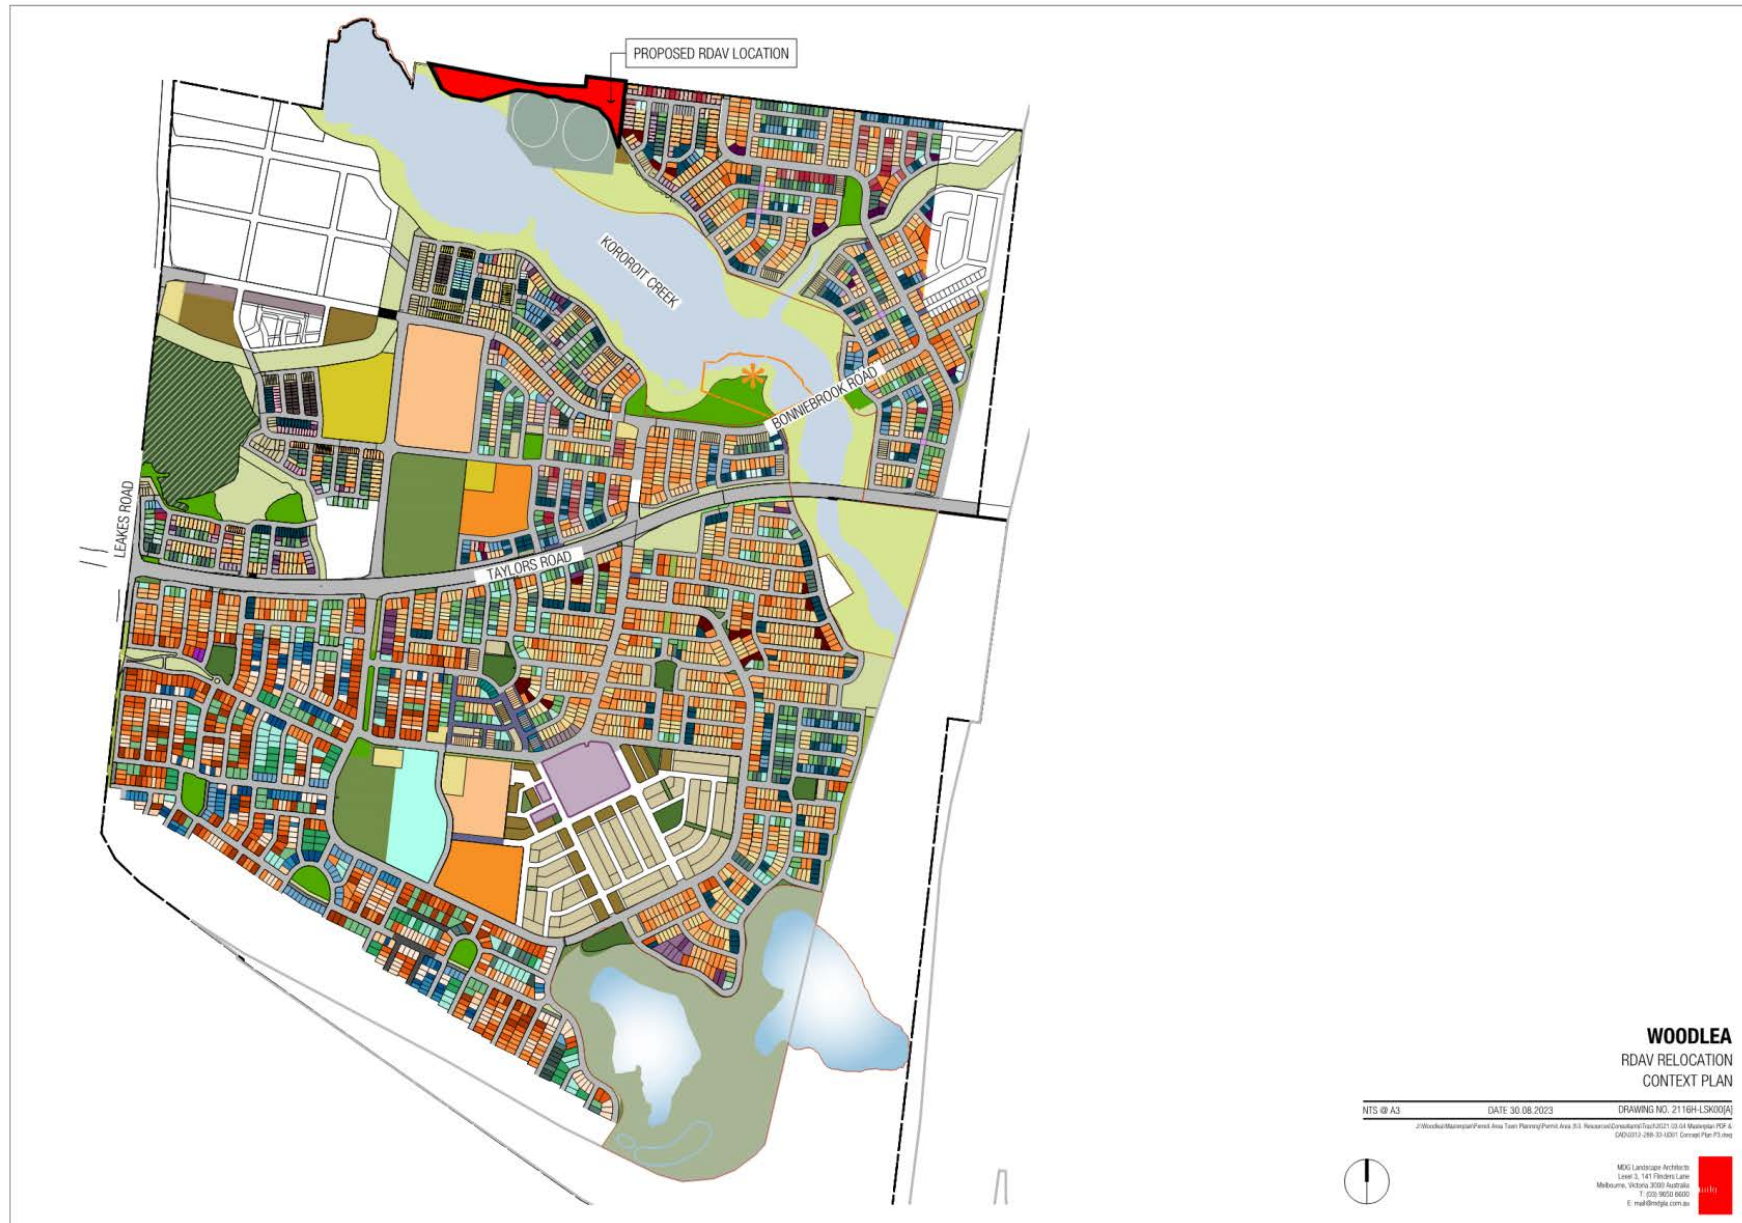 PROPOSED RDAV LOCATION
KOROROIT CREEK
BONNIEBROOK ROAD
LEAKES ROAD
TAYLORS ROAD
WOODLEA
RDAV RELOCATION
CONTEXT PLAN
NTS @ A3 DATE 30.08.2023 DRAWING NO. 2116H-LSK00[A]
MDG Landscape Architects
Level 3, 141 Flinders Lane
Melbourne, Victoria 3000 Australia
T: (03) 9650 6600
E: mail@mdgla.com.au